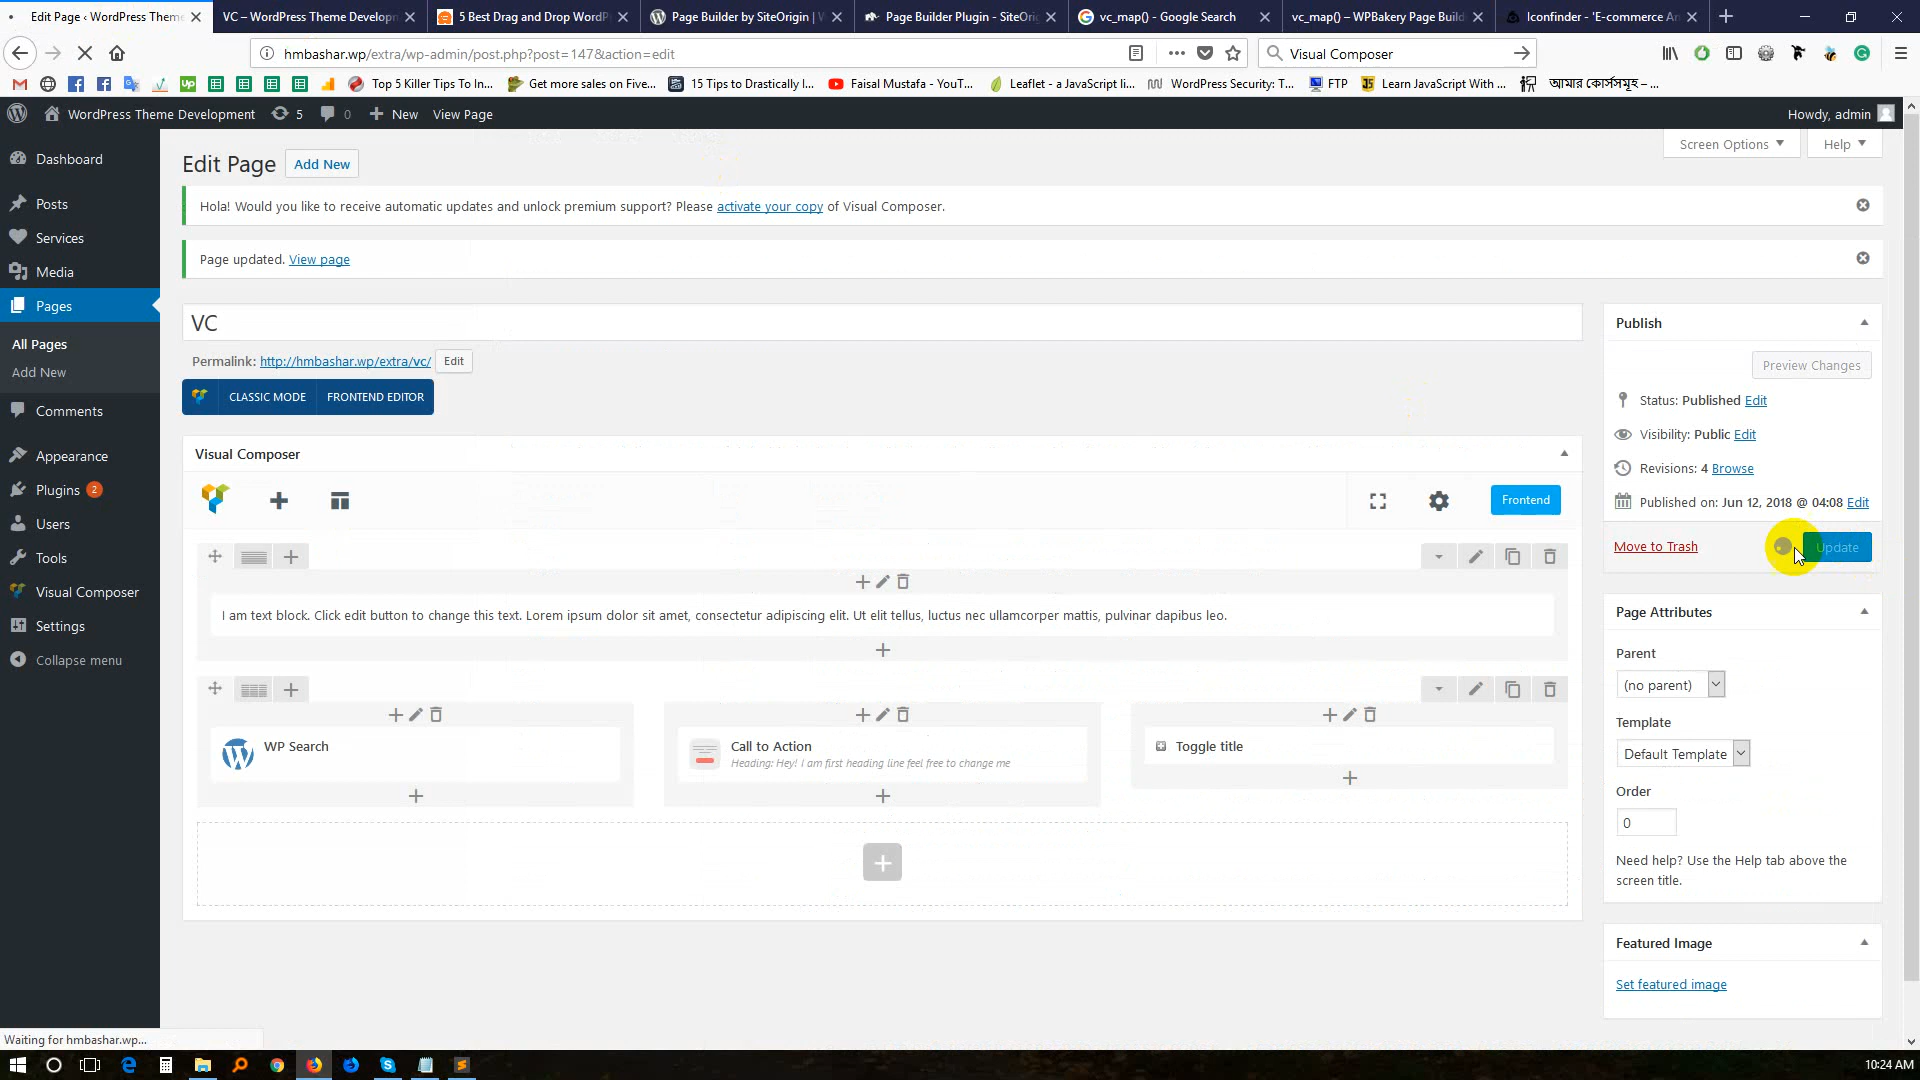 Edit Page ‹ WordPress Theme
VC – WordPress Theme Developm
5 Best Drag and Drop WordP
Page Builder by SiteOrigin | W
Page Builder Plugin - SiteOri
vc_map() - Google Search
vc_map() – WPBakery Page Build
Iconfinder - 'E-commerce An
hmbashar.wp/extra/wp-admin/post.php?post=147&action=edit
Visual Composer
Top 5 Killer Tips To In...
Get more sales on Five...
15 Tips to Drastically I...
Faisal Mustafa - YouT...
Leaflet - a JavaScript li...
WordPress Security: T...
FTP
Learn JavaScript With ...
আমার কোর্সসমূহ – ...
WordPress Theme Development
5
0
New
View Page
Howdy, admin
Screen Options
Help
Dashboard
Posts
Services
Media
Pages
All Pages
Add New
Comments
Appearance
Plugins 2
Users
Tools
Visual Composer
Settings
Collapse menu
Edit Page
Add New
Hola! Would you like to receive automatic updates and unlock premium support? Please activate your copy of Visual Composer.
Page updated. View page
VC
Permalink: http://hmbashar.wp/extra/vc/ Edit
CLASSIC MODE
FRONTEND EDITOR
Visual Composer
Frontend
I am text block. Click edit button to change this text. Lorem ipsum dolor sit amet, consectetur adipiscing elit. Ut elit tellus, luctus nec ullamcorper mattis, pulvinar dapibus leo.
WP Search
Call to Action
Heading: Hey! I am first heading line feel free to change me
Toggle title
Publish
Preview Changes
Status: Published Edit
Visibility: Public Edit
Revisions: 4 Browse
Published on: Jun 12, 2018 @ 04:08 Edit
Move to Trash
Update
Page Attributes
Parent
(no parent)
Template
Default Template
Order
0
Need help? Use the Help tab above the
screen title.
Featured Image
Set featured image
Waiting for hmbashar.wp...
10:24 AM